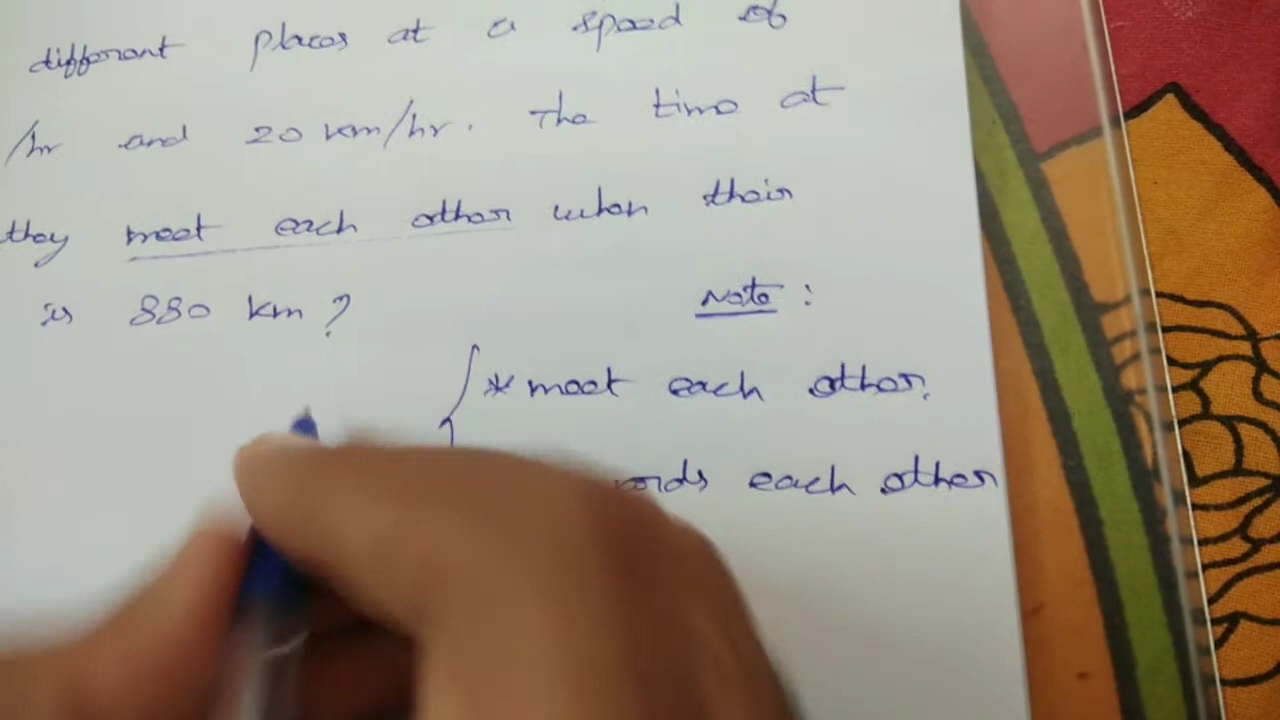 different places at a speed of
/hr and 20 km/hr. The time at
they meet each other when their
is 880 km?
Note :
* meet each other.
each other